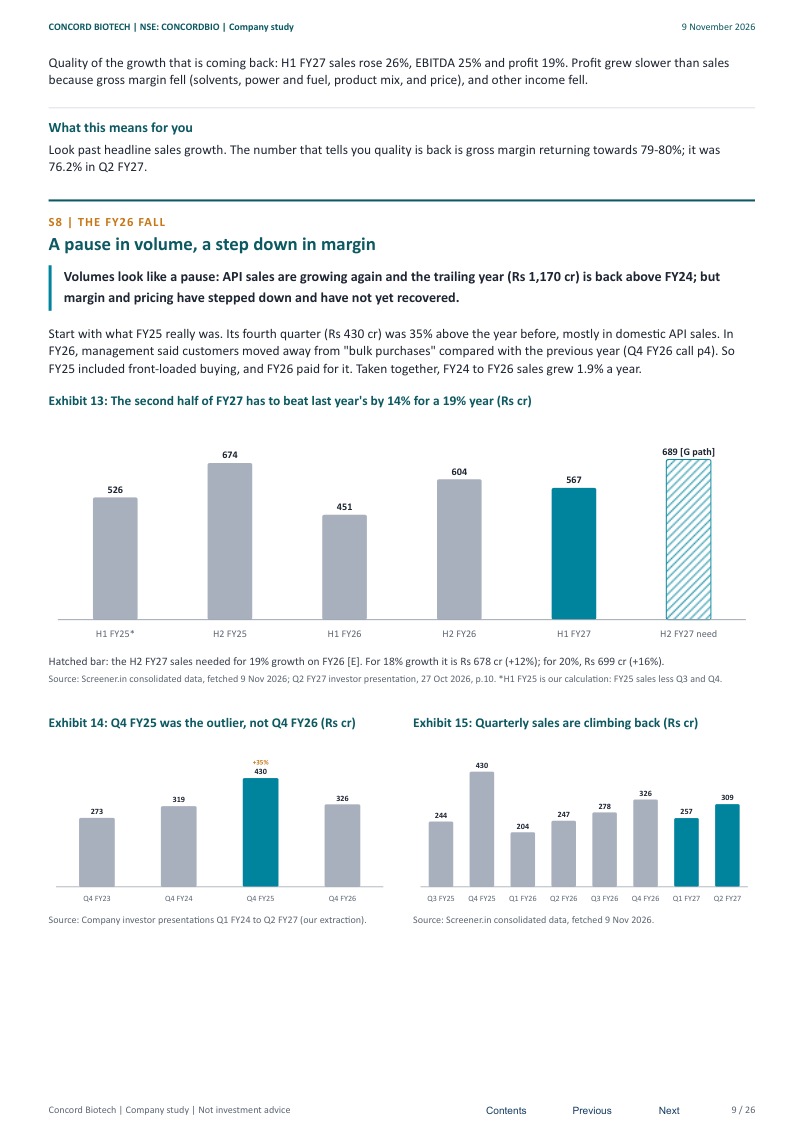 CONCORD BIOTECH | NSE: CONCORDBIO | Company study
9 November 2026
Quality of the growth that is coming back: H1 FY27 sales rose 26%, EBITDA 25% and profit 19%. Profit grew slower than sales
because gross margin fell (solvents, power and fuel, product mix, and price), and other income fell.
What this means for you
Look past headline sales growth. The number that tells you quality is back is gross margin returning towards 79-80%; it was
76.2% in Q2 FY27.
S8 | THE FY26 FALL
A pause in volume, a step down in margin
Volumes look like a pause: API sales are growing again and the trailing year (Rs 1,170 cr) is back above FY24; but
margin and pricing have stepped down and have not yet recovered.
Start with what FY25 really was. Its fourth quarter (Rs 430 cr) was 35% above the year before, mostly in domestic API sales. In
FY26, management said customers moved away from "bulk purchases" compared with the previous year (Q4 FY26 call p4). So
FY25 included front-loaded buying, and FY26 paid for it. Taken together, FY24 to FY26 sales grew 1.9% a year.
Exhibit 13: The second half of FY27 has to beat last year's by 14% for a 19% year (Rs cr)
526
674
451
604
567
689 [G path]
H1 FY25*
H2 FY25
H1 FY26
H2 FY26
H1 FY27
H2 FY27 need
Hatched bar: the H2 FY27 sales needed for 19% growth on FY26 [E]. For 18% growth it is Rs 678 cr (+12%); for 20%, Rs 699 cr (+16%).
Source: Screener.in consolidated data, fetched 9 Nov 2026; Q2 FY27 investor presentation, 27 Oct 2026, p.10. *H1 FY25 is our calculation: FY25 sales less Q3 and Q4.
Exhibit 14: Q4 FY25 was the outlier, not Q4 FY26 (Rs cr)
273
319
+35%
430
326
Q4 FY23
Q4 FY24
Q4 FY25
Q4 FY26
Source: Company investor presentations Q1 FY24 to Q2 FY27 (our extraction).
Exhibit 15: Quarterly sales are climbing back (Rs cr)
244
430
204
247
278
326
257
309
Q3 FY25
Q4 FY25
Q1 FY26
Q2 FY26
Q3 FY26
Q4 FY26
Q1 FY27
Q2 FY27
Source: Screener.in consolidated data, fetched 9 Nov 2026.
Concord Biotech | Company study | Not investment advice
Contents
Previous
Next
9 / 26